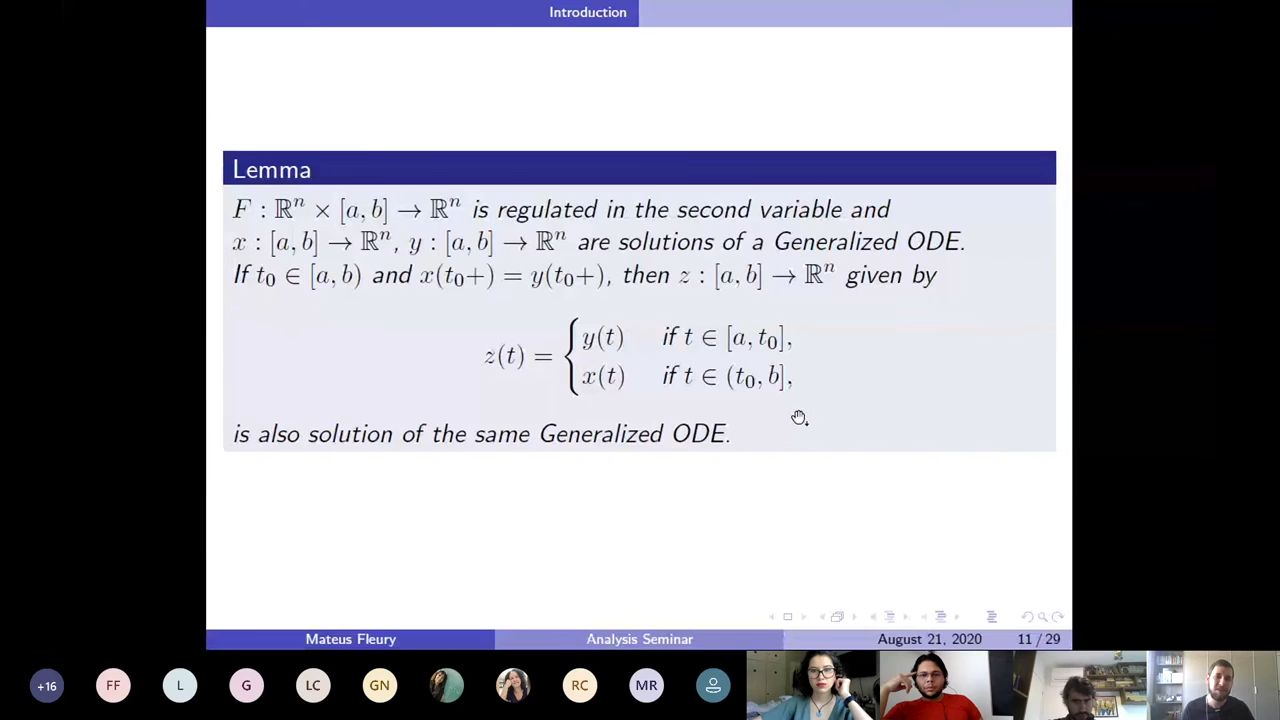 Introduction
Lemma
F : ℝⁿ × [a, b] → ℝⁿ is regulated in the second variable and
x : [a, b] → ℝⁿ, y : [a, b] → ℝⁿ are solutions of a Generalized ODE.
If t₀ ∈ [a, b) and x(t₀+) = y(t₀+), then z : [a, b] → ℝⁿ given by
z(t) = { y(t) if t ∈ [a, t₀],
x(t) if t ∈ (t₀, b],
is also solution of the same Generalized ODE.
Mateus Fleury Analysis Seminar August 21, 2020 11 / 29
+16 FF L G LC GN RC MR